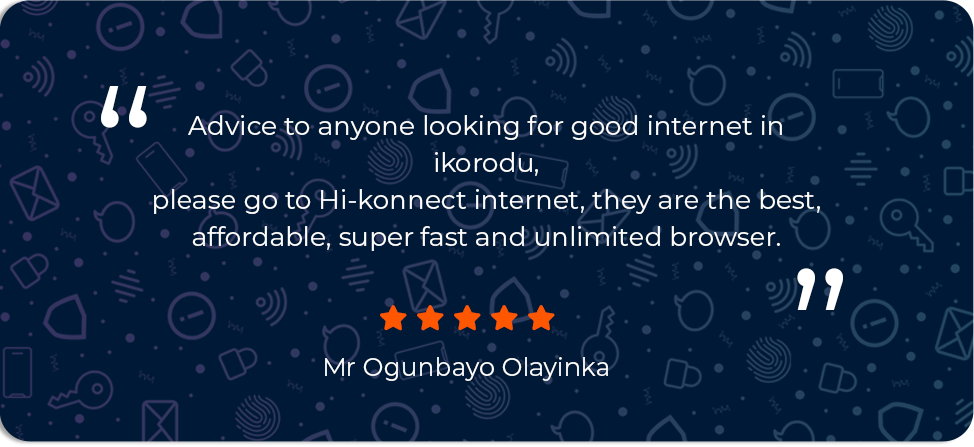 “
Advice to anyone looking for good internet in
ikorodu,
please go to Hi-konnect internet, they are the best,
affordable, super fast and unlimited browser.
”
Mr Ogunbayo Olayinka